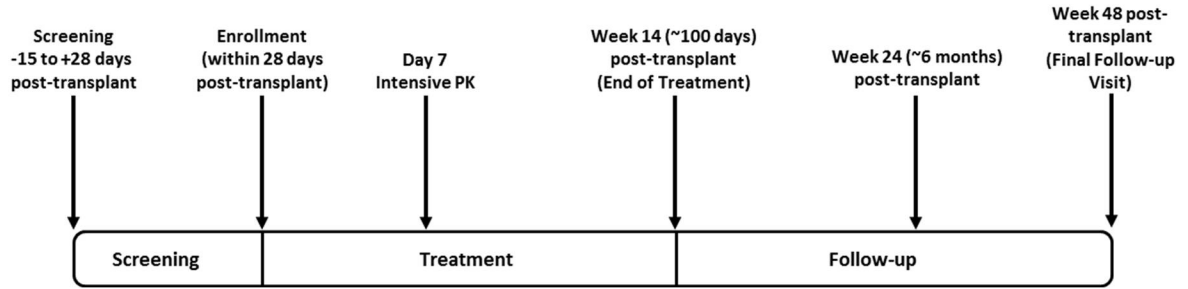 Screening
-15 to +28 days
post-transplant
Enrollment
(within 28 days
post-transplant)
Day 7
Intensive PK
Week 14 (~100 days)
post-transplant
(End of Treatment)
Week 24 (~6 months)
post-transplant
Week 48 post-
transplant
(Final Follow-up
Visit)
Screening
Treatment
Follow-up